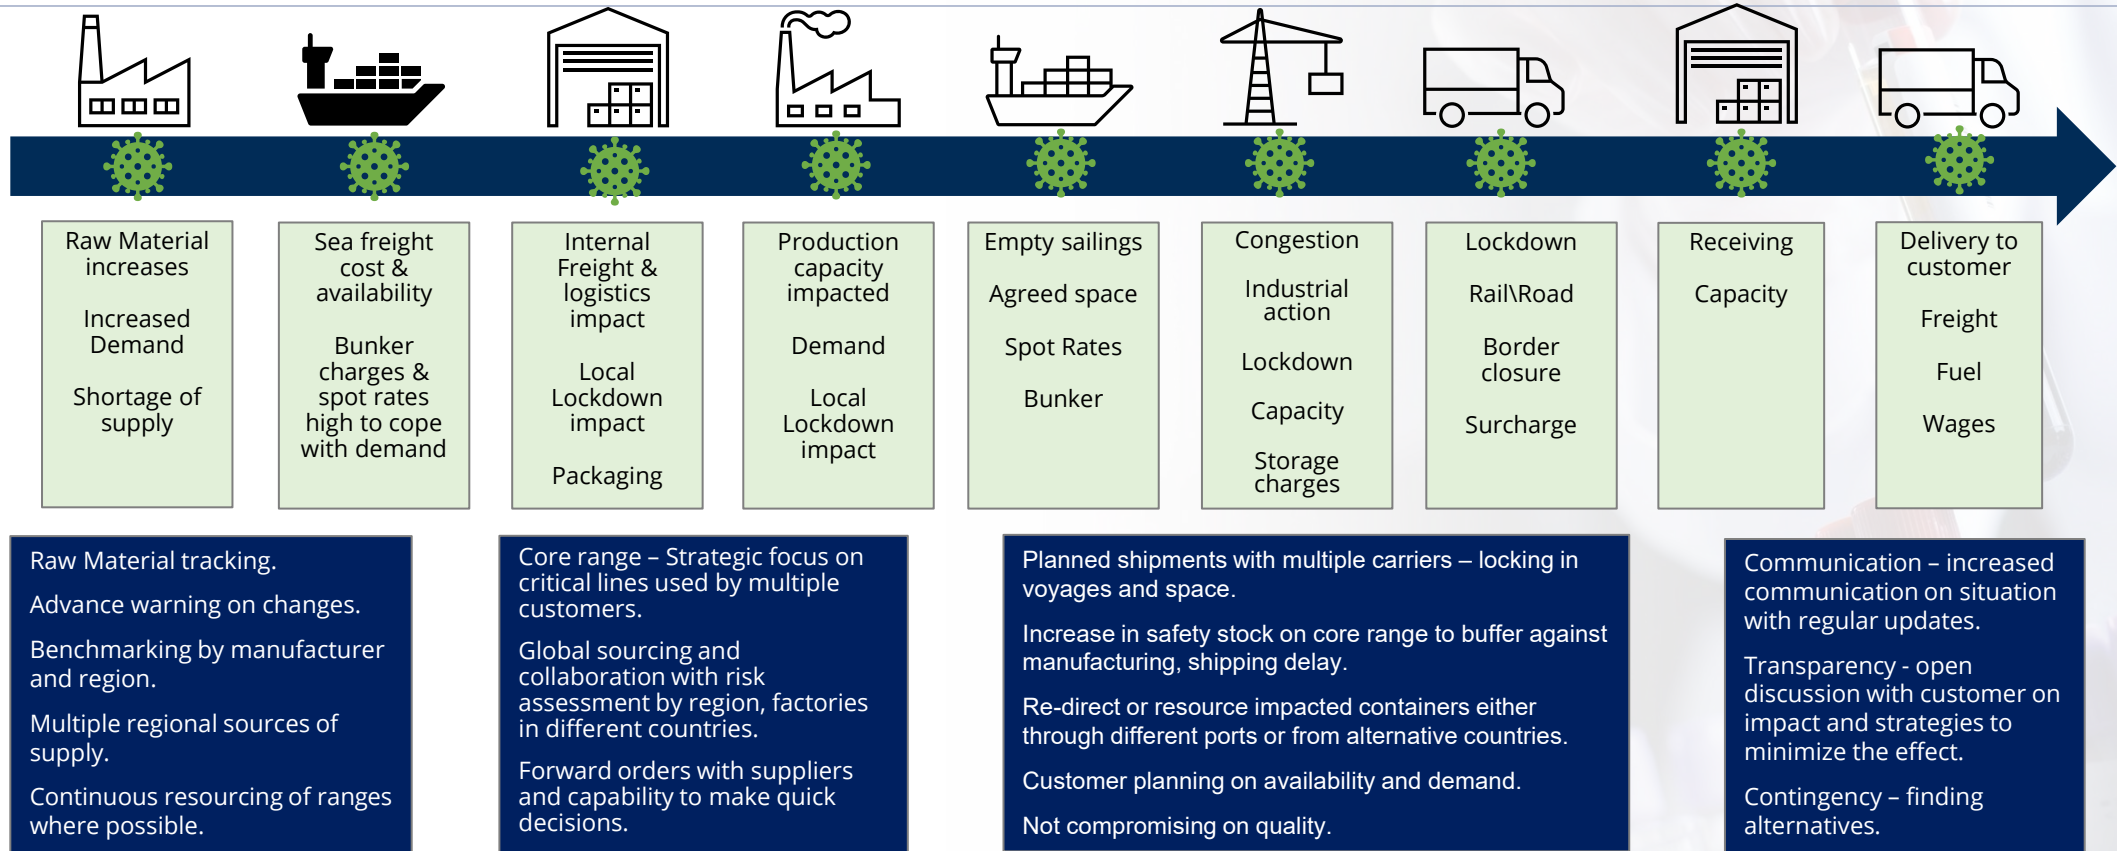 Raw Material
increases
Increased
Demand
Shortage of
supply
Sea freight
cost &
availability
Bunker
charges &
spot rates
high to cope
with demand
Internal
Freight &
logistics
impact
Local
Lockdown
impact
Packaging
Production
capacity
impacted
Demand
Local
Lockdown
impact
Empty sailings
Agreed space
Spot Rates
Bunker
Congestion
Industrial
action
Lockdown
Capacity
Storage
charges
Lockdown
Rail\Road
Border
closure
Surcharge
Receiving
Capacity
Delivery to
customer
Freight
Fuel
Wages
Raw Material tracking.
Advance warning on changes.
Benchmarking by manufacturer
and region.
Multiple regional sources of
supply.
Continuous resourcing of ranges
where possible.
Core range – Strategic focus on
critical lines used by multiple
customers.
Global sourcing and
collaboration with risk
assessment by region, factories
in different countries.
Forward orders with suppliers
and capability to make quick
decisions.
Planned shipments with multiple carriers – locking in
voyages and space.
Increase in safety stock on core range to buffer against
manufacturing, shipping delay.
Re-direct or resource impacted containers either
through different ports or from alternative countries.
Customer planning on availability and demand.
Not compromising on quality.
Communication – increased
communication on situation
with regular updates.
Transparency - open
discussion with customer on
impact and strategies to
minimize the effect.
Contingency – finding
alternatives.